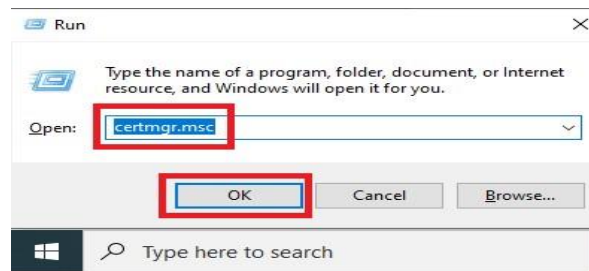 Run
Type the name of a program, folder, document, or Internet
resource, and Windows will open it for you.
Open:
certmgr.msc
OK
Cancel
Browse...
Type here to search